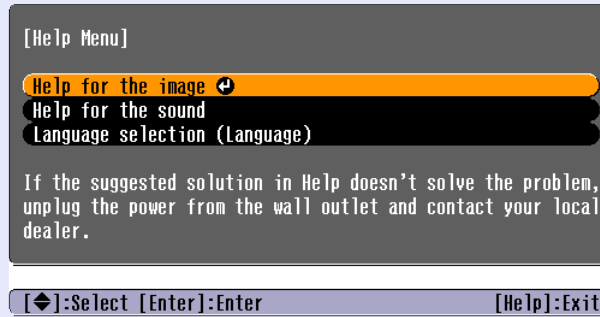 [Help Menu]
Help for the image
Help for the sound
Language selection (Language)
If the suggested solution in Help doesn't solve the problem,
unplug the power from the wall outlet and contact your local
dealer.
[◆]:Select [Enter]:Enter [Help]:Exit